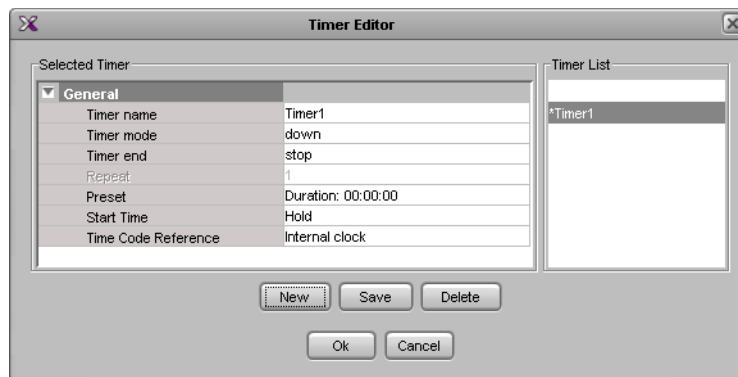 Timer Editor
Selected Timer
General
Timer name Timer1
Timer mode down
Timer end stop
Repeat 1
Preset Duration: 00:00:00
Start Time Hold
Time Code Reference Internal clock
Timer List
*Timer1
New Save Delete
Ok Cancel